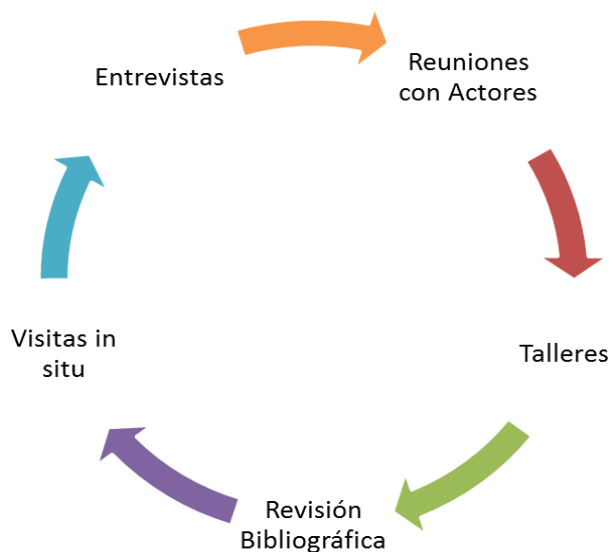 Entrevistas
Reuniones
con Actores
Talleres
Revisión
Bibliográfica
Visitas in
situ